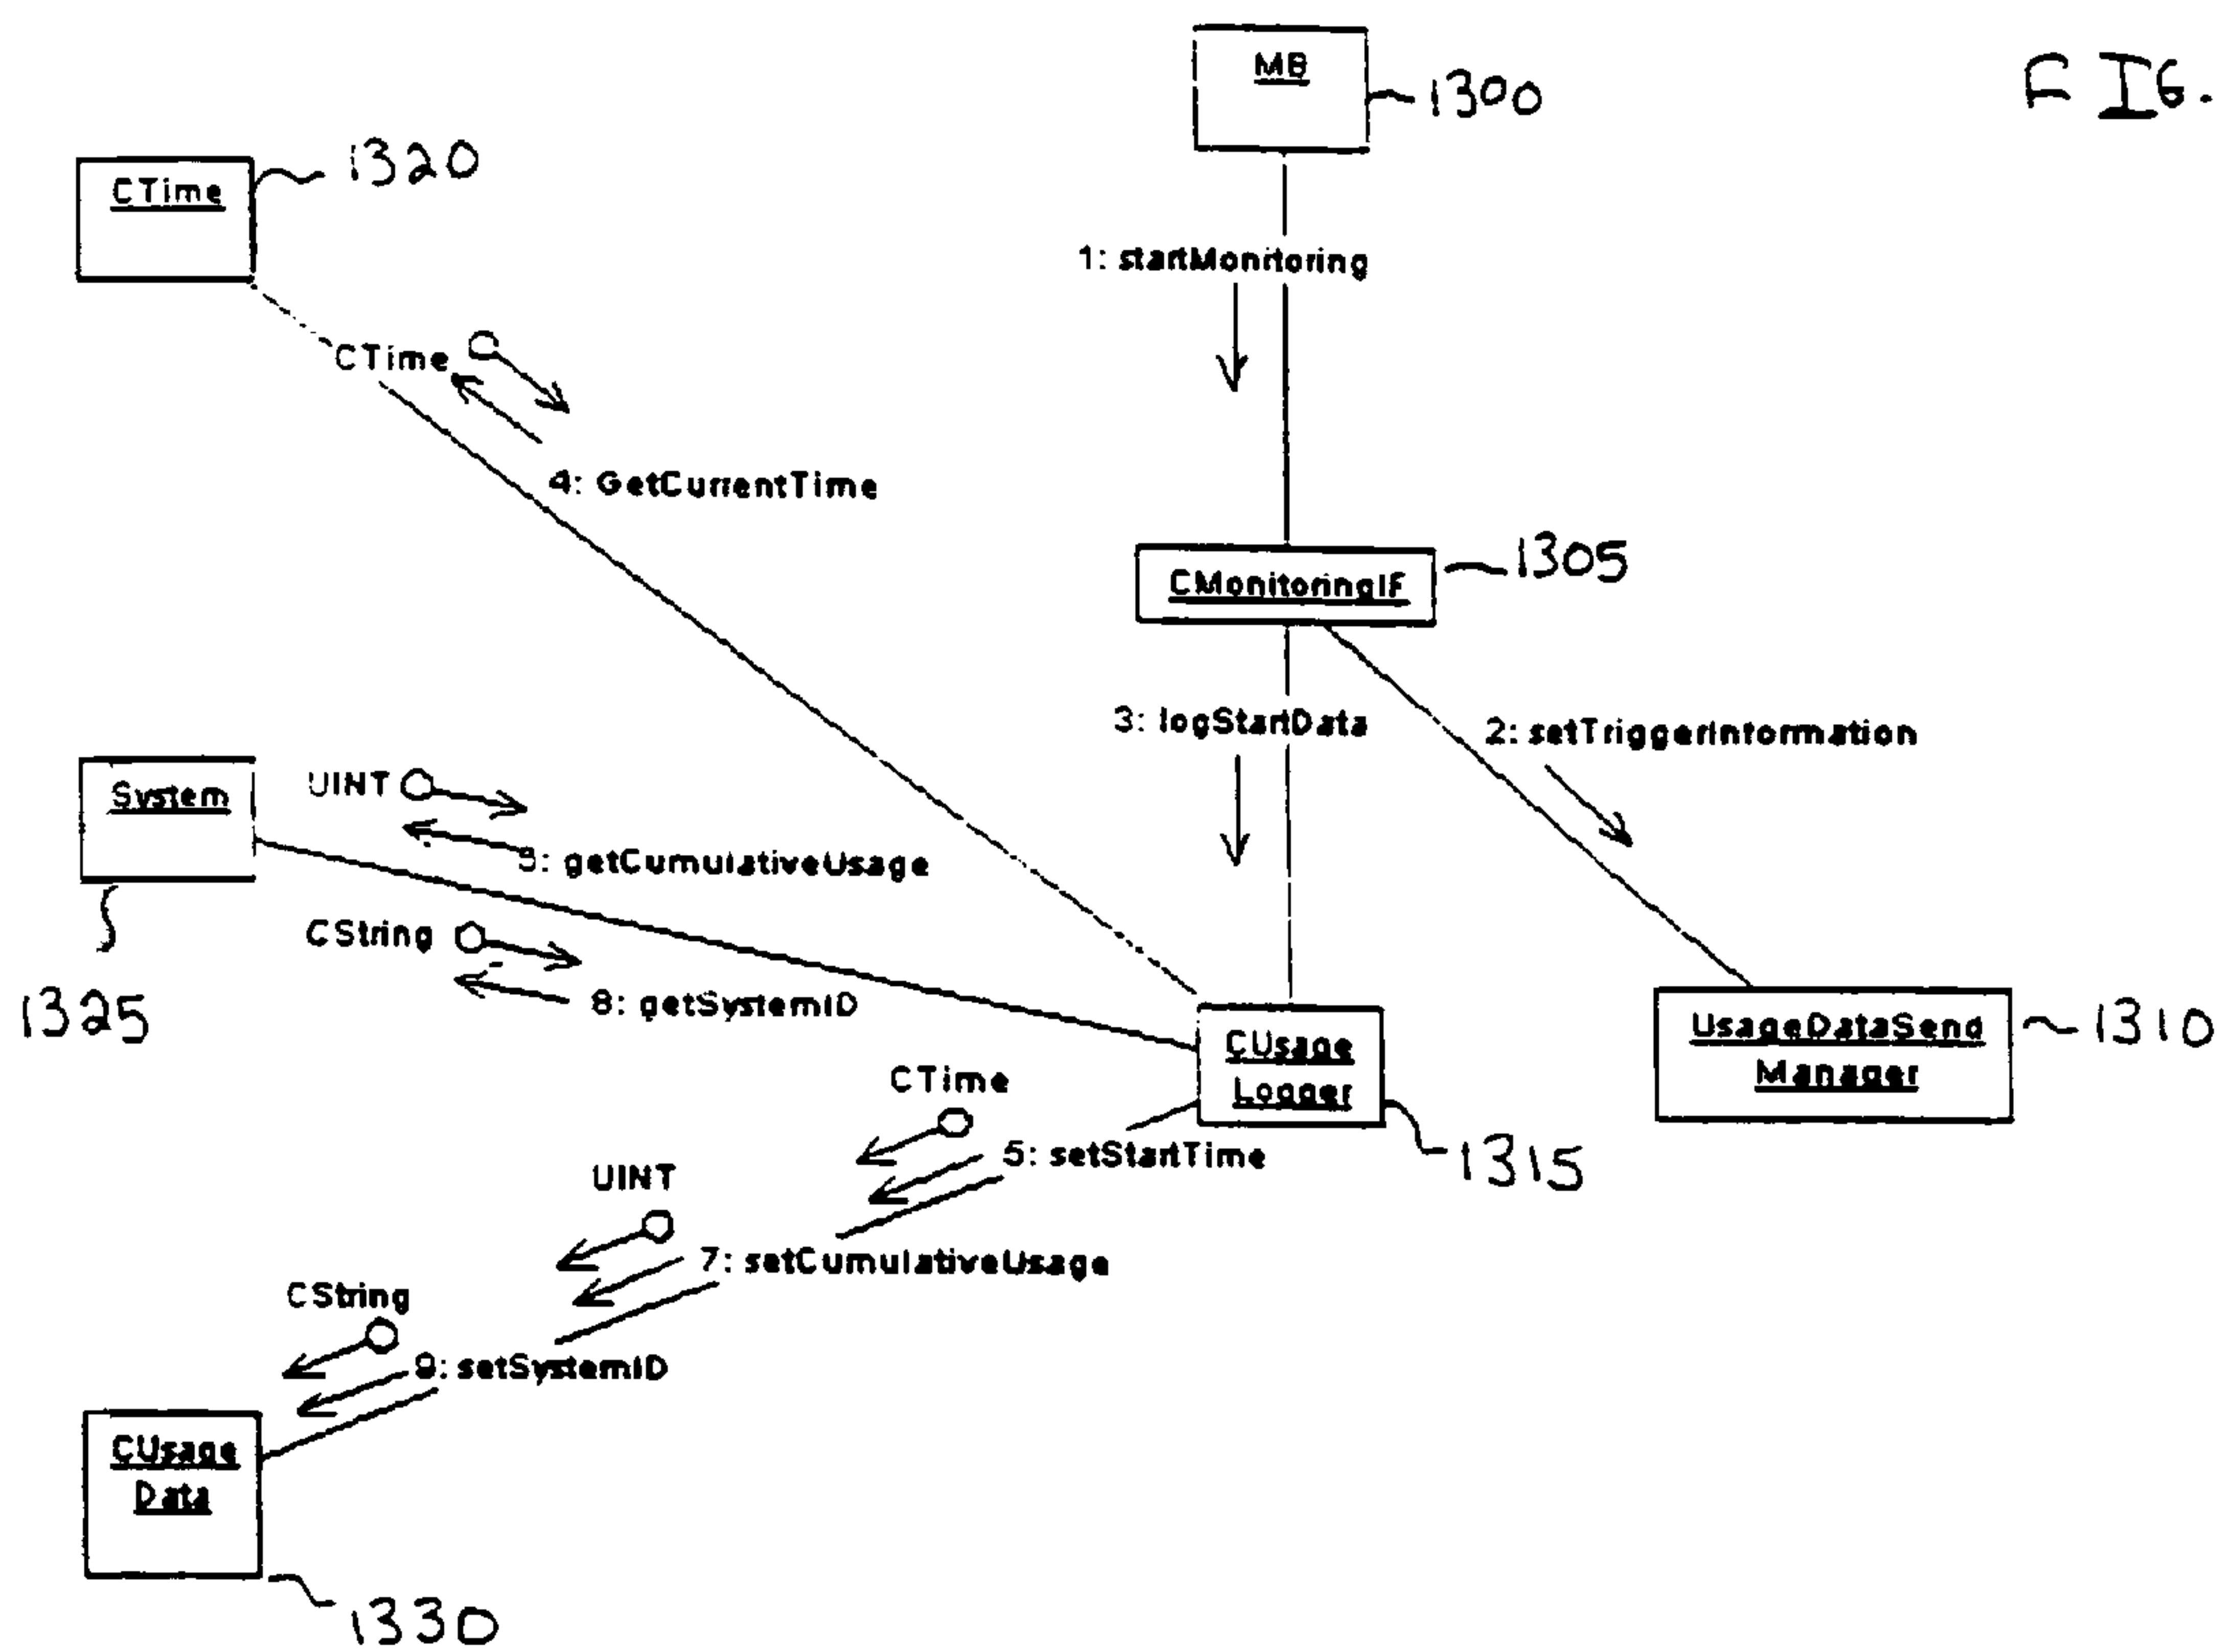 MB
1300
FIG.
1320
CTime
1: startMonitoring
CTime
4: GetCurrentTime
1305
CMonitoringIF
3: logStartData
2: setTriggerInformation
System
UINT
getCumulativeUsage
CString
8: getSystemID
1325
CUsage
Logger
UsageDataSend
Manager
1310
CTime
5: setStartTime
1315
UINT
7: setCumulativeUsage
CString
9: setSystemID
CUsage
Data
1330